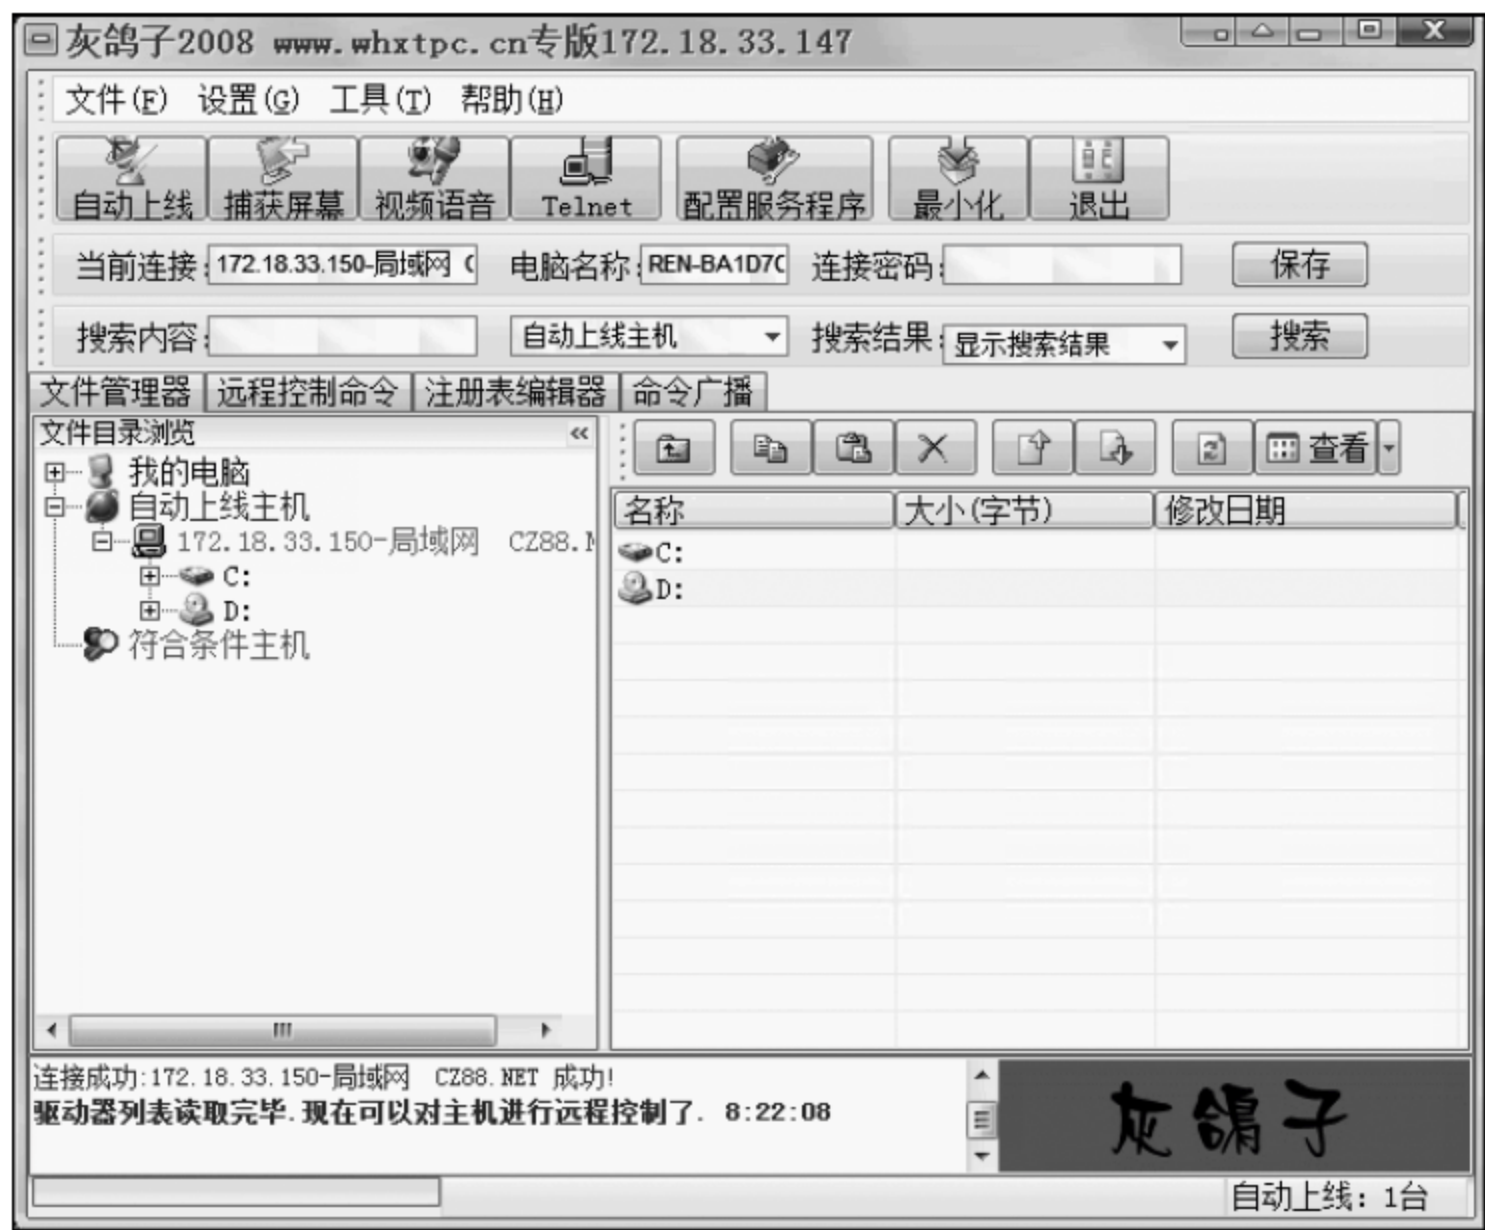 灰鸽子2008 www.whxtpc.cn专版172.18.33.147
文件(F) 设置(G) 工具(T) 帮助(H)
自动上线 捕获屏幕 视频语音 Telnet 配置服务程序 最小化 退出
当前连接: 172.18.33.150-局域网 电脑名称: REN-BA1D7C 连接密码: 保存
搜索内容: 自动上线主机 搜索结果: 显示搜索结果 搜索
文件管理器 远程控制命令 注册表编辑器 命令广播
文件目录浏览 «
查看
我的电脑
自动上线主机
172.18.33.150-局域网 CZ88.N
C:
D:
符合条件主机
名称 大小(字节) 修改日期
C:
D:
连接成功:172.18.33.150-局域网 CZ88.NET 成功!
驱动器列表读取完毕.现在可以对主机进行远程控制了. 8:22:08
灰鸽子
自动上线: 1台